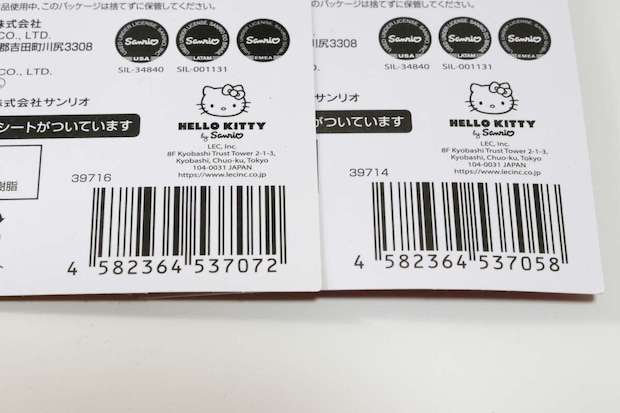 品使用中、このパッケージは捨てずに保管してください。
株式会社
CO., LTD.
郡吉田町川尻3308
CO., LTD.
Sanrio
USA
Sanrio
LATAM
Sanrio
EMEA
SIL-34840
SIL-001131
株式会社サンリオ
シートがついています
HELLO KITTY
by Sanrio
LEC, Inc.
8F Kyobashi Trust Tower 2-1-3,
Kyobashi, Chuo-ku, Tokyo
104-0031 JAPAN
https://www.lecinc.co.jp
樹脂
39716
4 582364 537072
のパッケージは捨てずに保管してください。
川尻3308
Sanrio
USA
Sanrio
LATAM
Sanrio
EMEA
SIL-34840
SIL-001131
サンリオ
ついています
HELLO KITTY
by Sanrio
LEC, Inc.
8F Kyobashi Trust Tower 2-1-3,
Kyobashi, Chuo-ku, Tokyo
104-0031 JAPAN
https://www.lecinc.co.jp
39714
4 582364 537058